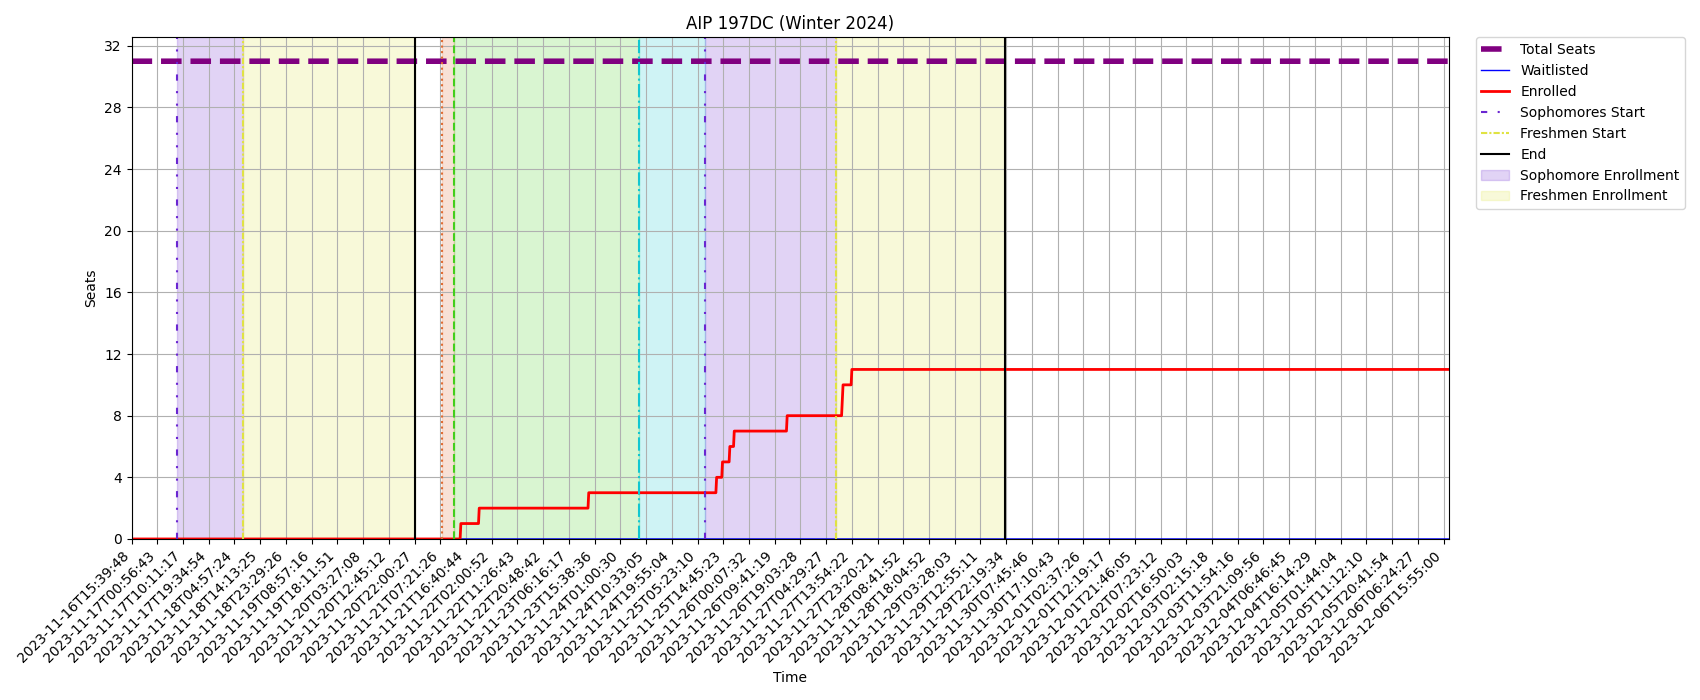 AIP 197DC (Winter 2024)
32
28
24
20
16
12
8
4
0
Seats
2023-11-16T15:39:48
2023-11-17T00:56:43
2023-11-17T10:11:17
2023-11-17T19:34:54
2023-11-18T04:57:24
2023-11-18T14:13:25
2023-11-18T23:29:26
2023-11-19T08:57:16
2023-11-19T18:11:51
2023-11-20T03:27:08
2023-11-20T12:45:12
2023-11-20T22:00:27
2023-11-21T07:21:26
2023-11-21T16:40:44
2023-11-22T02:00:52
2023-11-22T11:26:43
2023-11-22T20:48:42
2023-11-23T06:16:17
2023-11-23T15:38:36
2023-11-24T01:00:30
2023-11-24T10:33:05
2023-11-24T19:55:04
2023-11-25T05:23:10
2023-11-25T14:45:23
2023-11-26T00:07:32
2023-11-26T09:41:19
2023-11-26T19:03:28
2023-11-27T04:29:27
2023-11-27T13:54:22
2023-11-27T23:20:21
2023-11-28T08:41:52
2023-11-28T18:04:52
2023-11-29T03:28:03
2023-11-29T12:55:11
2023-11-29T22:19:34
2023-11-30T07:45:46
2023-11-30T17:10:43
2023-12-01T02:37:26
2023-12-01T12:19:17
2023-12-01T21:46:05
2023-12-02T07:23:12
2023-12-02T16:50:03
2023-12-03T02:15:18
2023-12-03T11:54:16
2023-12-03T21:09:56
2023-12-04T06:46:45
2023-12-04T16:14:29
2023-12-05T01:44:04
2023-12-05T11:12:10
2023-12-05T20:41:54
2023-12-06T06:24:27
2023-12-06T15:55:00
Time
Total Seats
Waitlisted
Enrolled
Sophomores Start
Freshmen Start
End
Sophomore Enrollment
Freshmen Enrollment